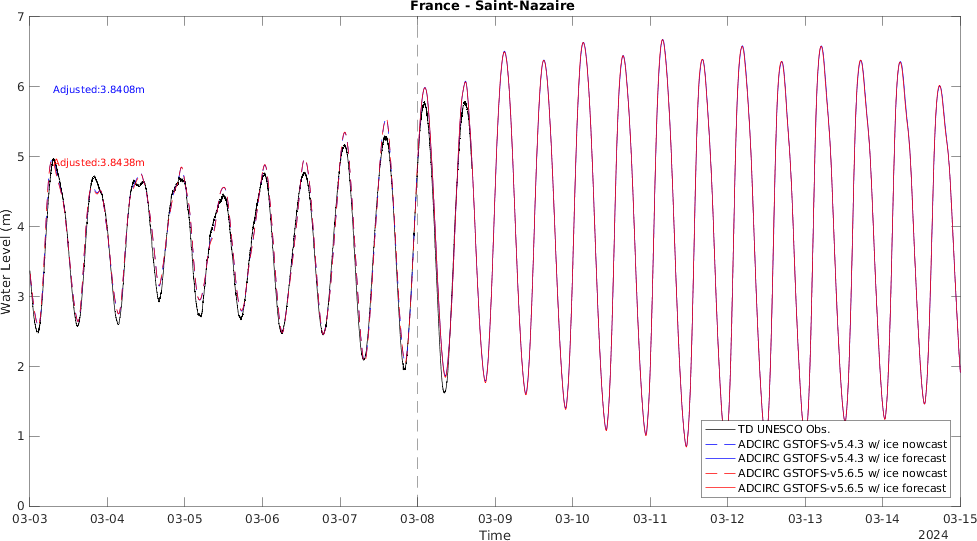 France - Saint-Nazaire
7
6
5
4
3
2
1
0
Water Level (m)
Adjusted:3.8408m
Adjusted:3.8438m
TD UNESCO Obs.
ADCIRC GSTOFS-v5.4.3 w/ ice nowcast
ADCIRC GSTOFS-v5.4.3 w/ ice forecast
ADCIRC GSTOFS-v5.6.5 w/ ice nowcast
ADCIRC GSTOFS-v5.6.5 w/ ice forecast
03-03 03-04 03-05 03-06 03-07 03-08 03-09 03-10 03-11 03-12 03-13 03-14 03-15
Time
2024